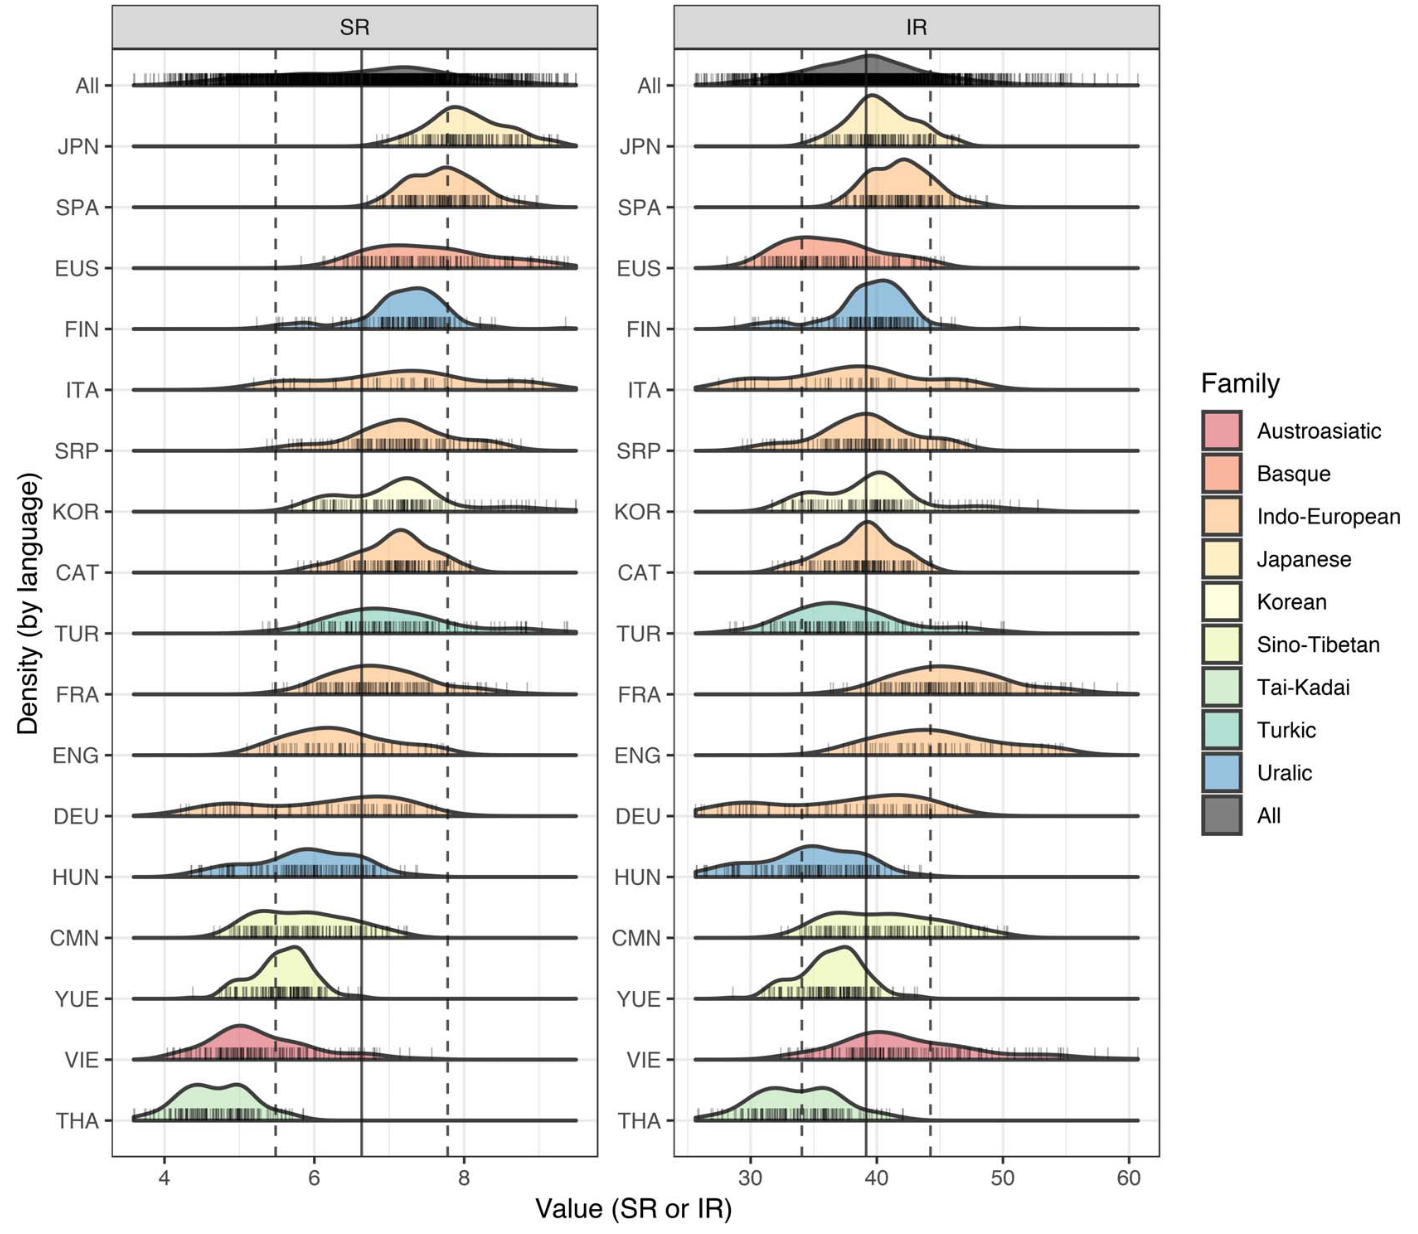 SR
IR
All
JPN
SPA
EUS
FIN
ITA
SRP
KOR
CAT
TUR
FRA
ENG
DEU
HUN
CMN
YUE
VIE
THA
All
JPN
SPA
EUS
FIN
ITA
SRP
KOR
CAT
TUR
FRA
ENG
DEU
HUN
CMN
YUE
VIE
THA
4 6 8
30 40 50 60
Value (SR or IR)
Density (by language)
Family
Austroasiatic
Basque
Indo-European
Japanese
Korean
Sino-Tibetan
Tai-Kadai
Turkic
Uralic
All